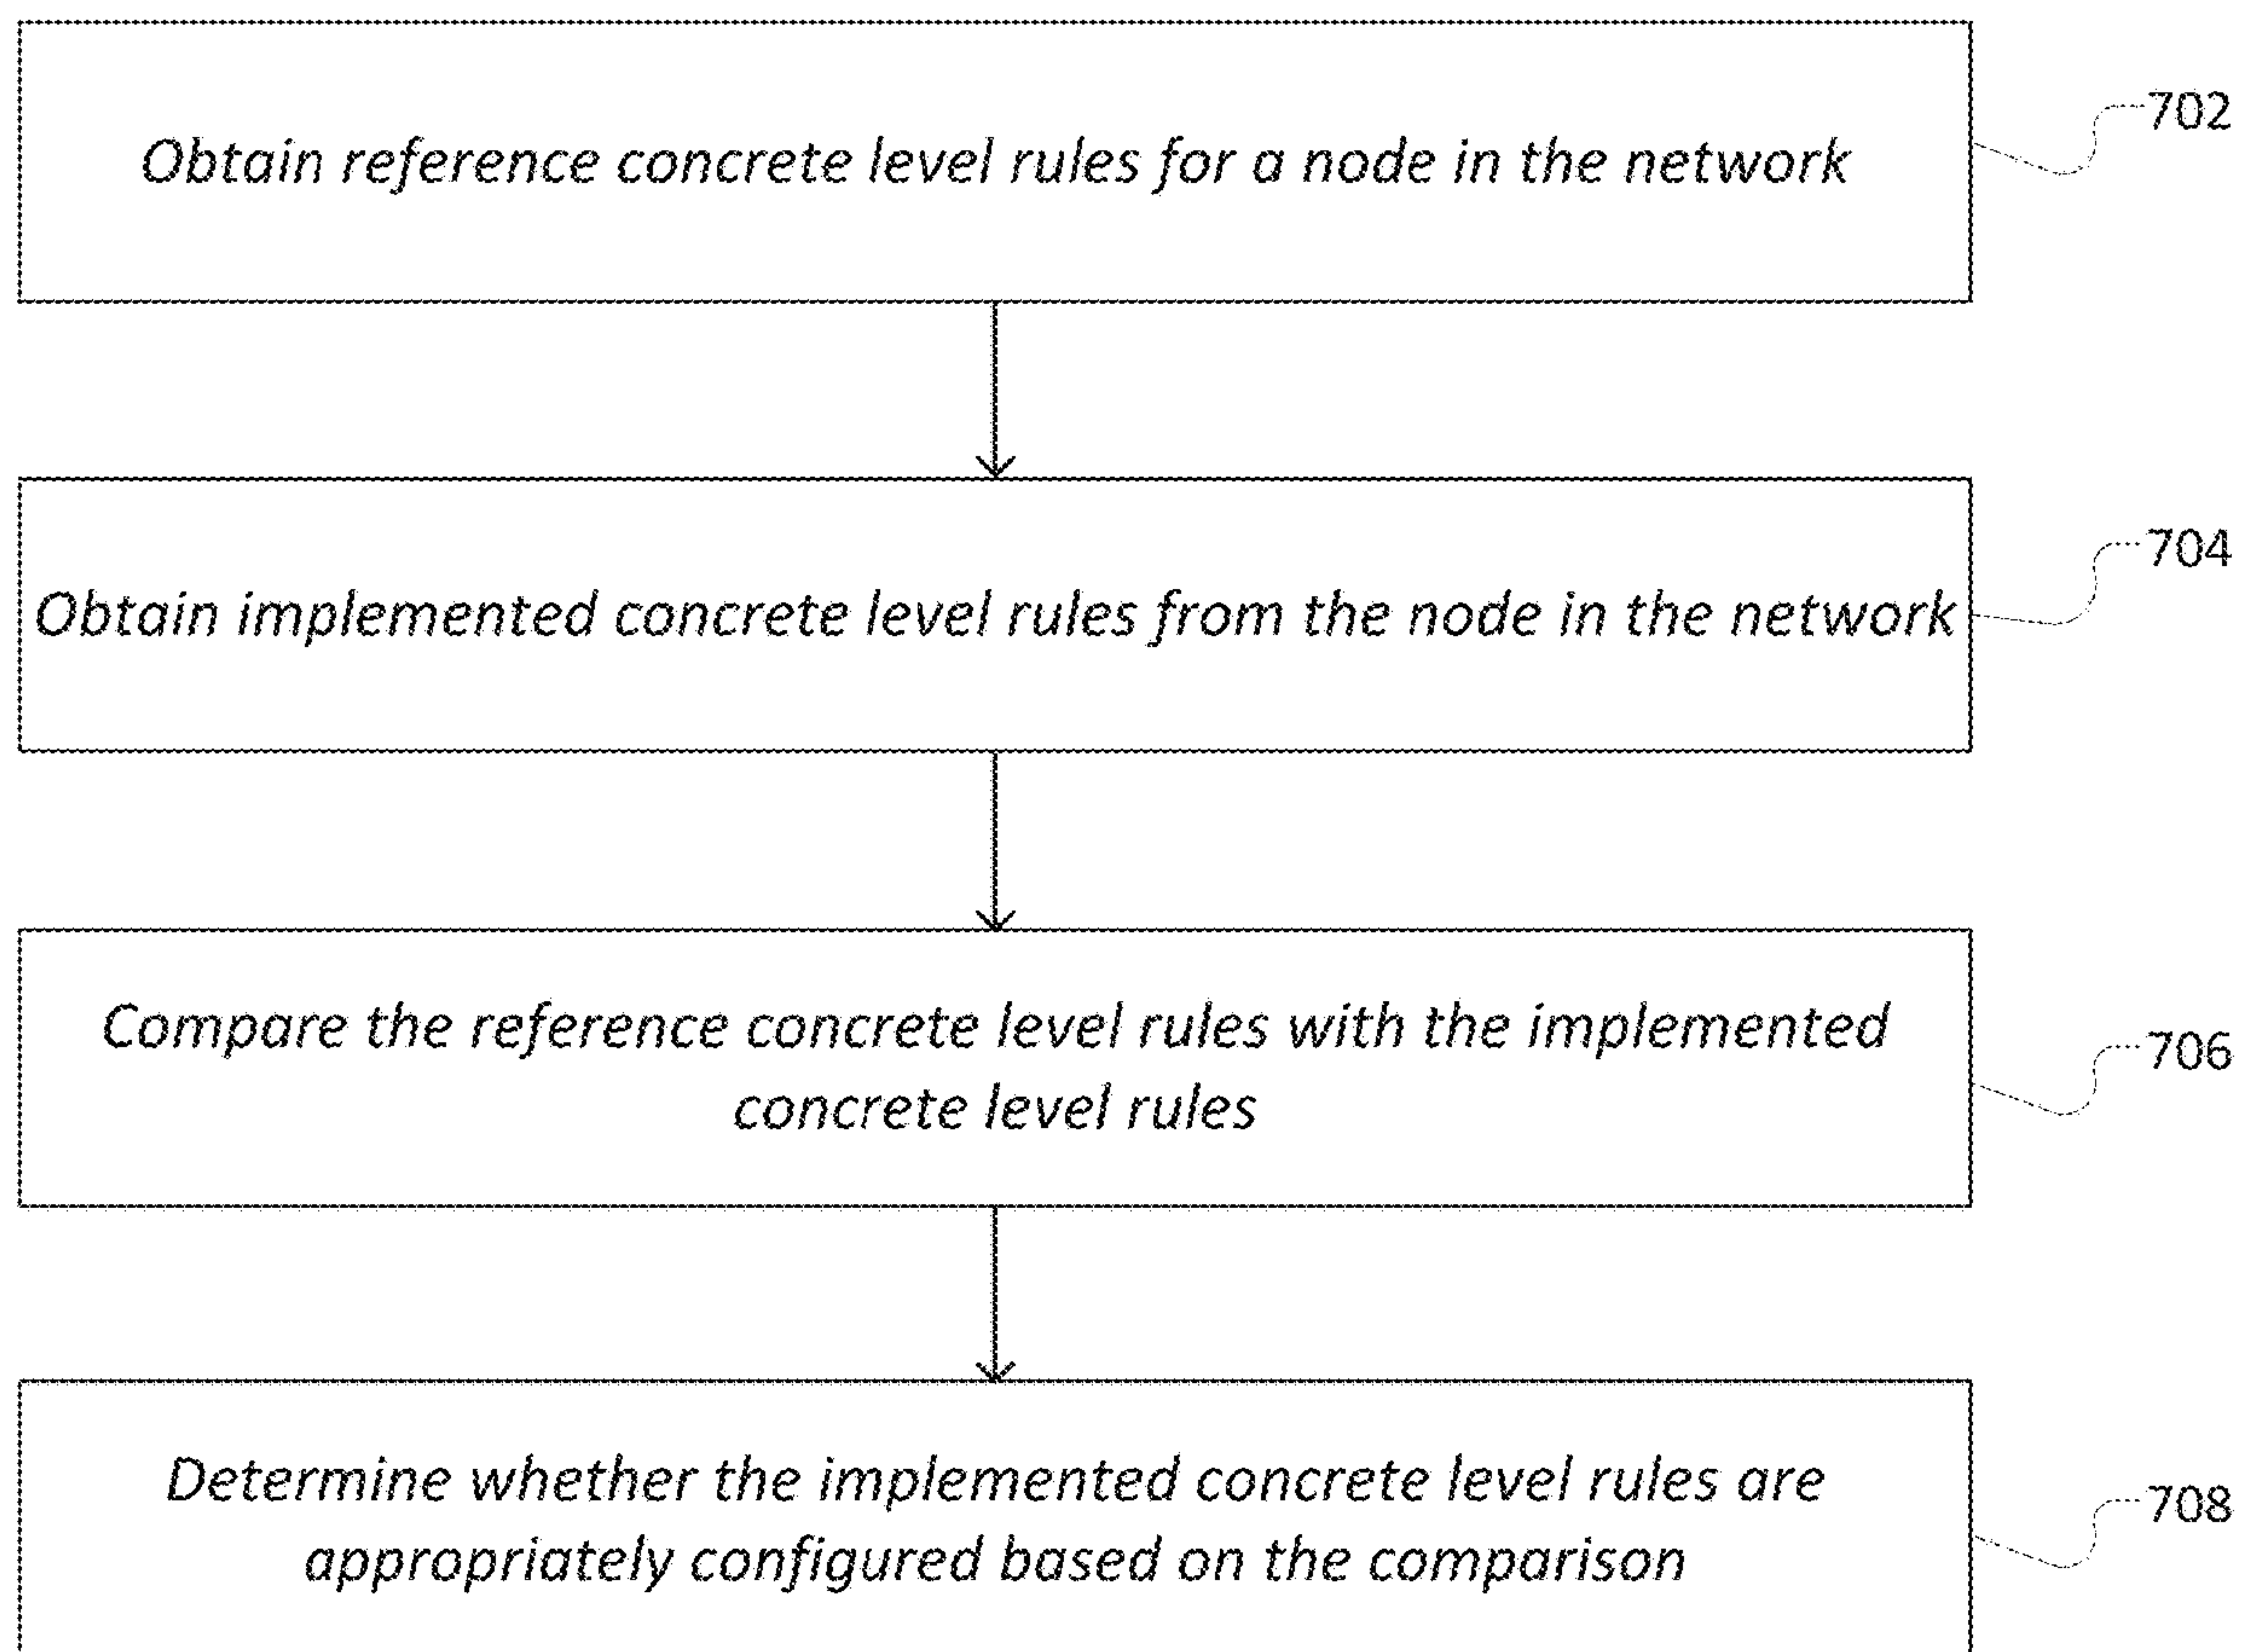 Obtain reference concrete level rules for a node in the network
702
Obtain implemented concrete level rules from the node in the network
704
Compare the reference concrete level rules with the implemented
concrete level rules
706
Determine whether the implemented concrete level rules are
appropriately configured based on the comparison
708